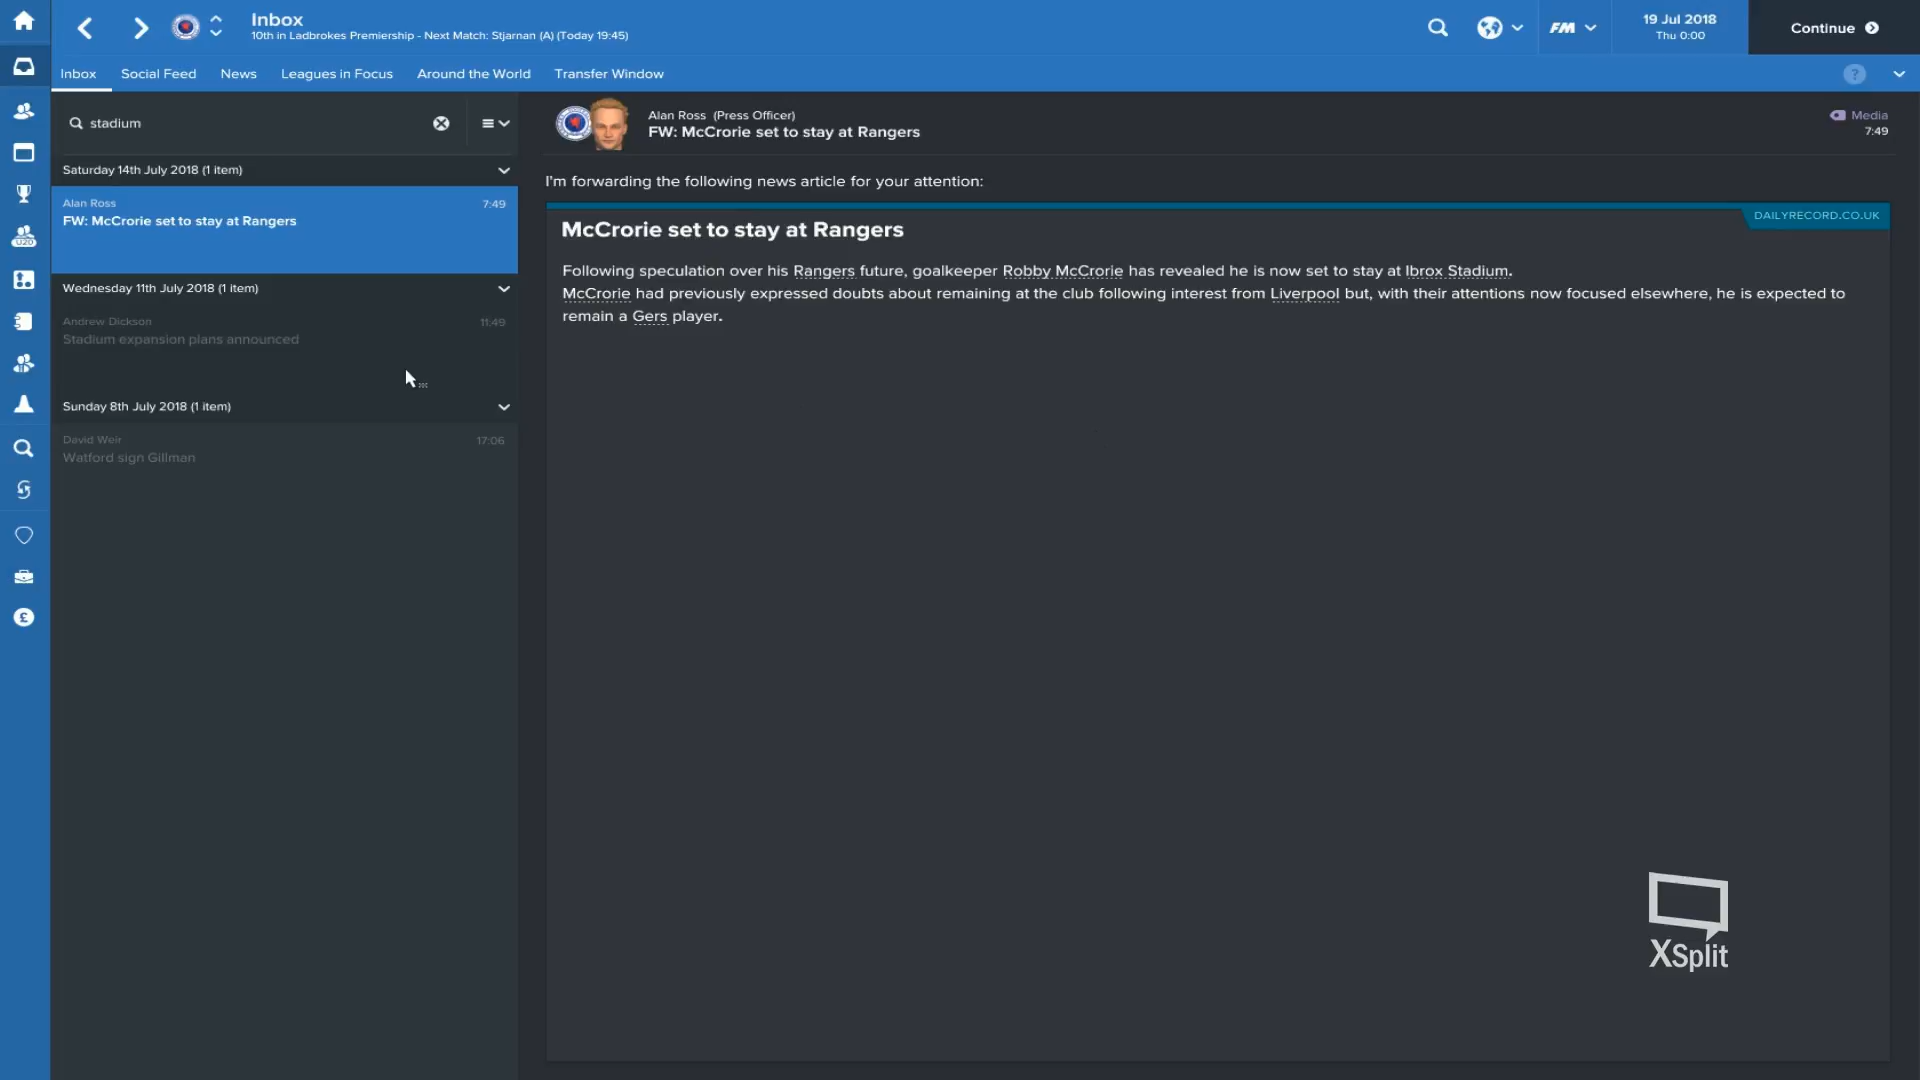 Inbox
10th in Ladbrokes Premiership - Next Match: Stjarnan (A) (Today 19:45)
FM
19 Jul 2018
Thu 0:00
Continue
Inbox Social Feed News Leagues in Focus Around the World Transfer Window
?
stadium
Saturday 14th July 2018 (1 item)
Alan Ross 7:49
FW: McCrorie set to stay at Rangers
Wednesday 11th July 2018 (1 item)
Andrew Dickson 11:49
Stadium expansion plans announced
Sunday 8th July 2018 (1 item)
David Weir 17:06
Watford sign Gillman
U20
£
Alan Ross (Press Officer)
FW: McCrorie set to stay at Rangers
Media
7:49
I'm forwarding the following news article for your attention:
DAILYRECORD.CO.UK
McCrorie set to stay at Rangers
Following speculation over his Rangers future, goalkeeper Robby McCrorie has revealed he is now set to stay at Ibrox Stadium.
McCrorie had previously expressed doubts about remaining at the club following interest from Liverpool but, with their attentions now focused elsewhere, he is expected to
remain a Gers player.
XSplit